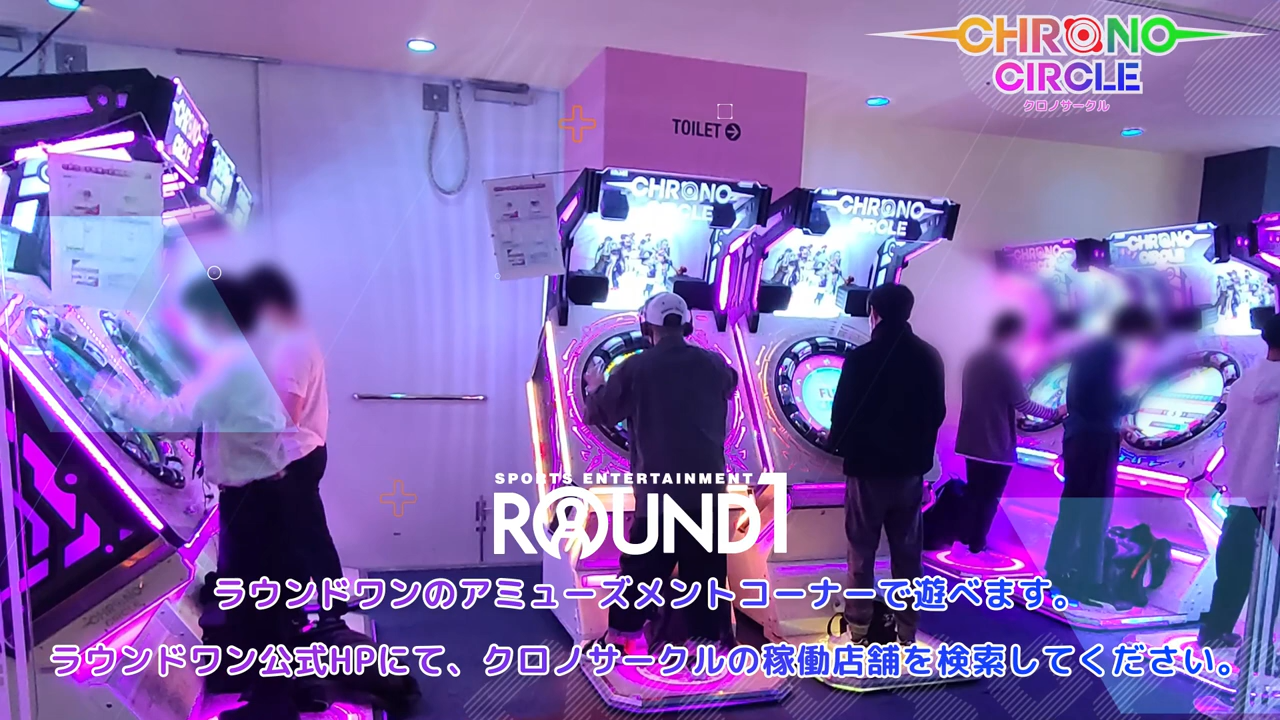 CHRONO
CIRCLE
クロノサークル
TOILET
CHRONO
CIRCLE
CHRONO
CIRCLE
CHRONO
CIRCLE
CHRONO
CIRCLE
SPORTS ENTERTAINMENT
ROUND1
ラウンドワンのアミューズメントコーナーで遊べます。
ラウンドワン公式HPにて、クロノサークルの稼働店舗を検索してください。